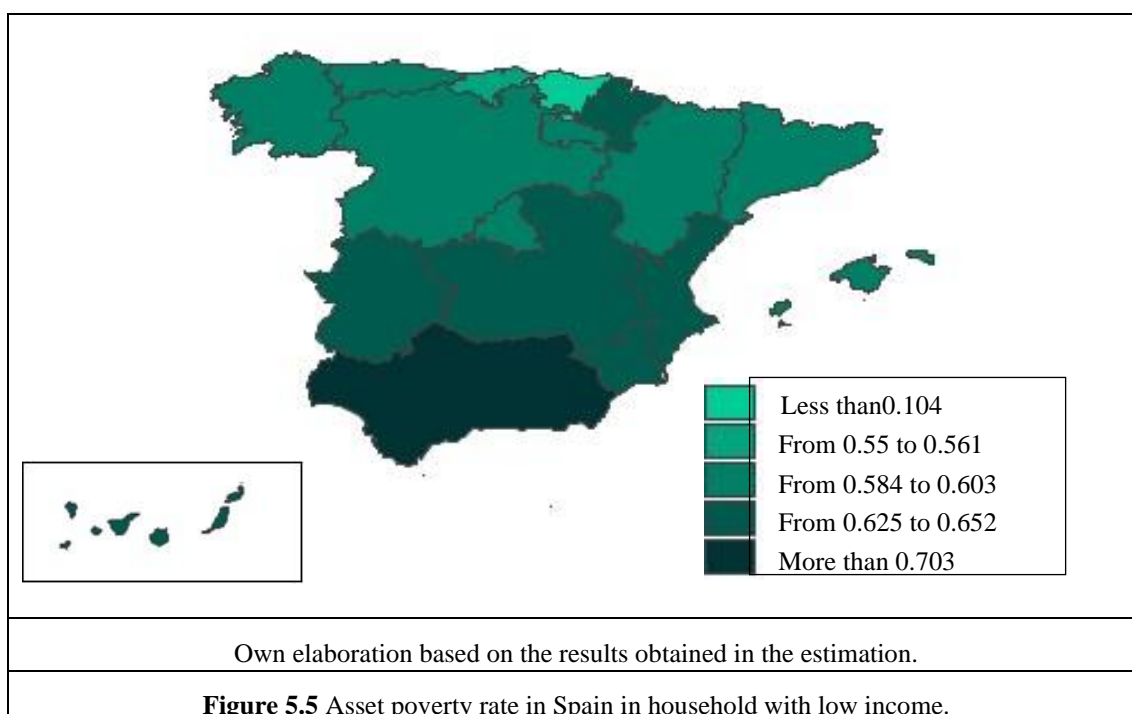 Less than0.104
From 0.55 to 0.561
From 0.584 to 0.603
From 0.625 to 0.652
More than 0.703
Own elaboration based on the results obtained in the estimation.
Figure 5.5 Asset poverty rate in Spain in household with low income.